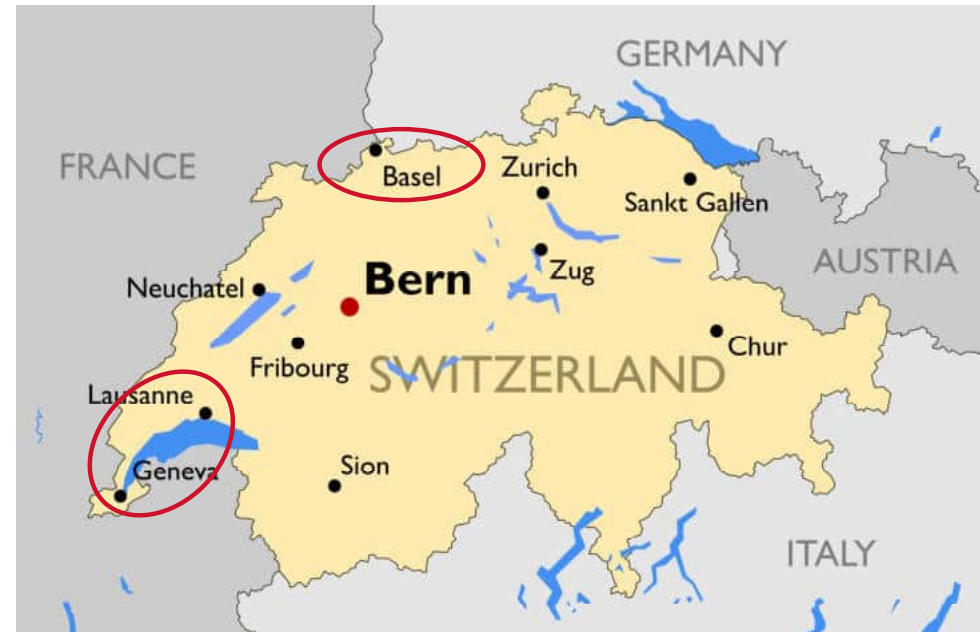 GERMANY
FRANCE
Basel
Zurich
Sankt Gallen
AUSTRIA
Zug
Neuchatel
Bern
Chur
Fribourg
SWITZERLAND
Lausanne
Geneva
Sion
ITALY